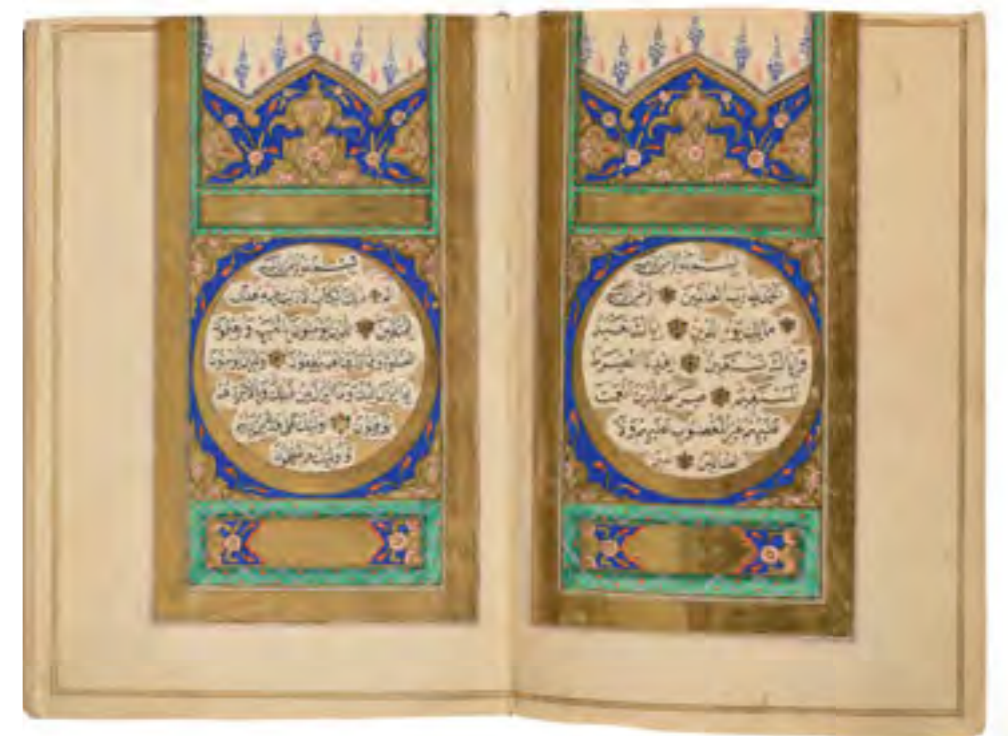 بسم الله الرحمن الرحيم
الحمد لله رب العالمين الرحمن الرحيم
مالك يوم الدين اياك نعبد
واياك نستعين اهدنا الصراط
المستقيم صراط الذين انعمت
عليهم غير المغضوب عليهم ولا
الضالين امين
بسم الله الرحمن الرحيم
الم ذلك الكتاب لا ريب فيه هدى
للمتقين الذين يؤمنون بالغيب ويقيمون
الصلوة ومما رزقناهم ينفقون والذين يؤمنون
بما انزل اليك وما انزل من قبلك وبالاخرة هم
يوقنون اولئك على هدى من ربهم
واولئك هم المفلحون